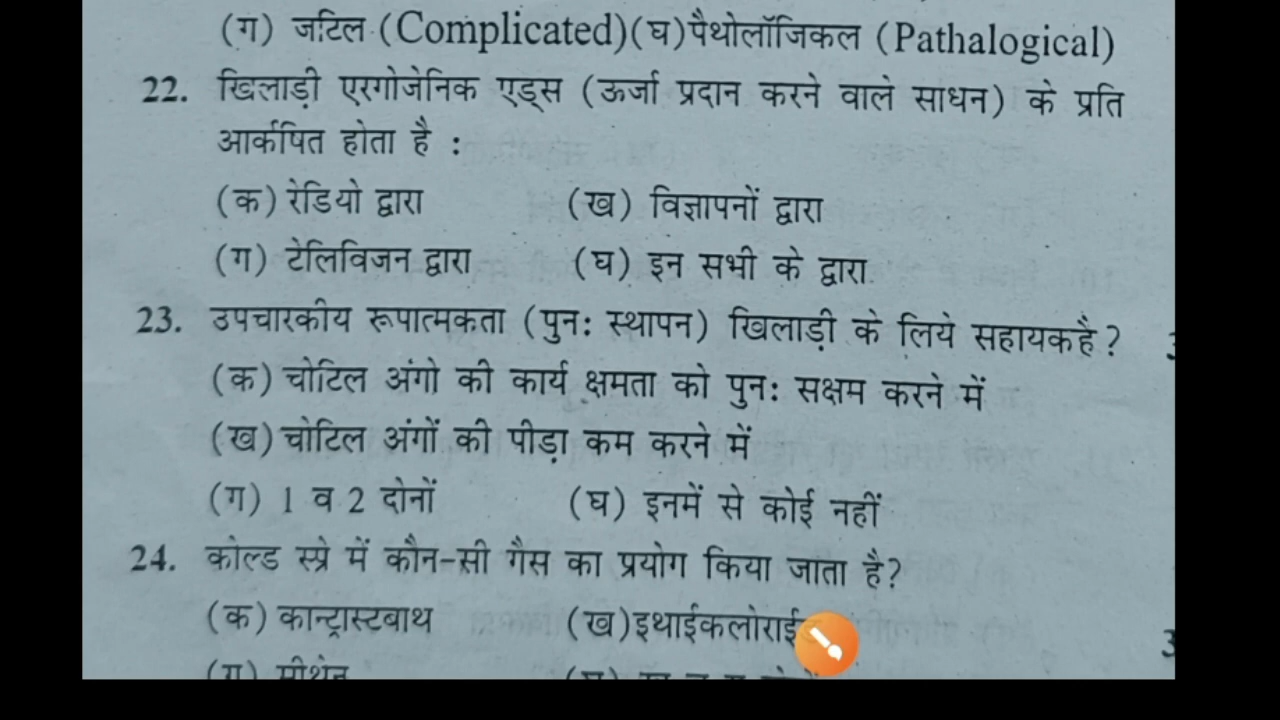 (ग) जटिल (Complicated)(घ)पैथोलॉजिकल (Pathalogical)
22. खिलाड़ी एरगोजेनिक एड्स (ऊर्जा प्रदान करने वाले साधन) के प्रति
आर्कषित होता है :
(क) रेडियो द्वारा (ख) विज्ञापनों द्वारा
(ग) टेलिविजन द्वारा (घ) इन सभी के द्वारा
23. उपचारकीय रूपात्मकता (पुनः स्थापन) खिलाड़ी के लिये सहायकहै?
(क) चोटिल अंगो की कार्य क्षमता को पुनः सक्षम करने में
(ख) चोटिल अंगों की पीड़ा कम करने में
(ग) 1 व 2 दोनों (घ) इनमें से कोई नहीं
24. कोल्ड स्प्रे में कौन-सी गैस का प्रयोग किया जाता है?
(क) कान्ट्रास्टबाथ (ख)
(ग) मीथेन